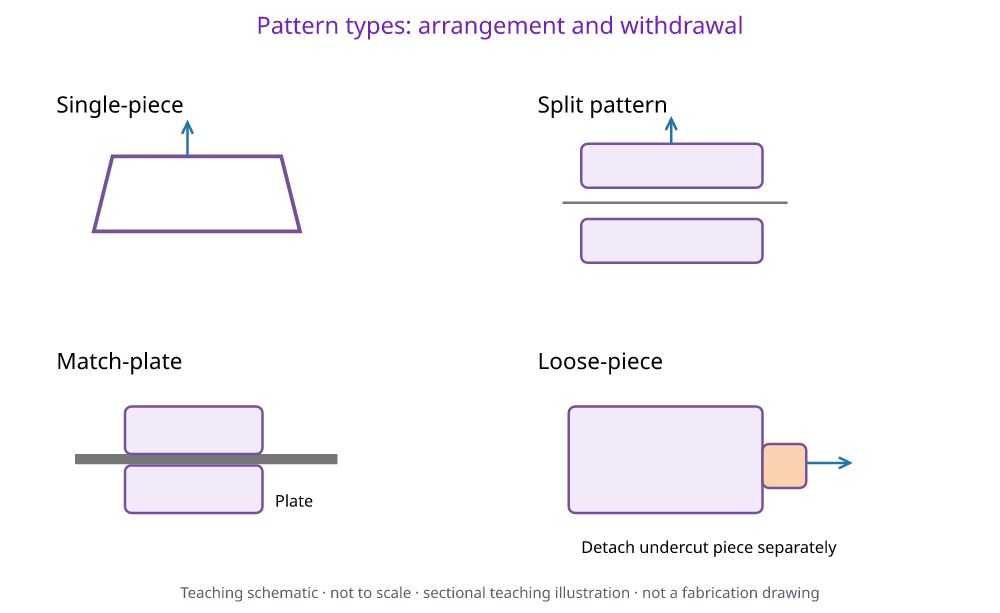 Pattern types: arrangement and withdrawal
Single-piece
Split pattern
Match-plate
Loose-piece
Plate
Detach undercut piece separately
Teaching schematic · not to scale · sectional teaching illustration · not a fabrication drawing